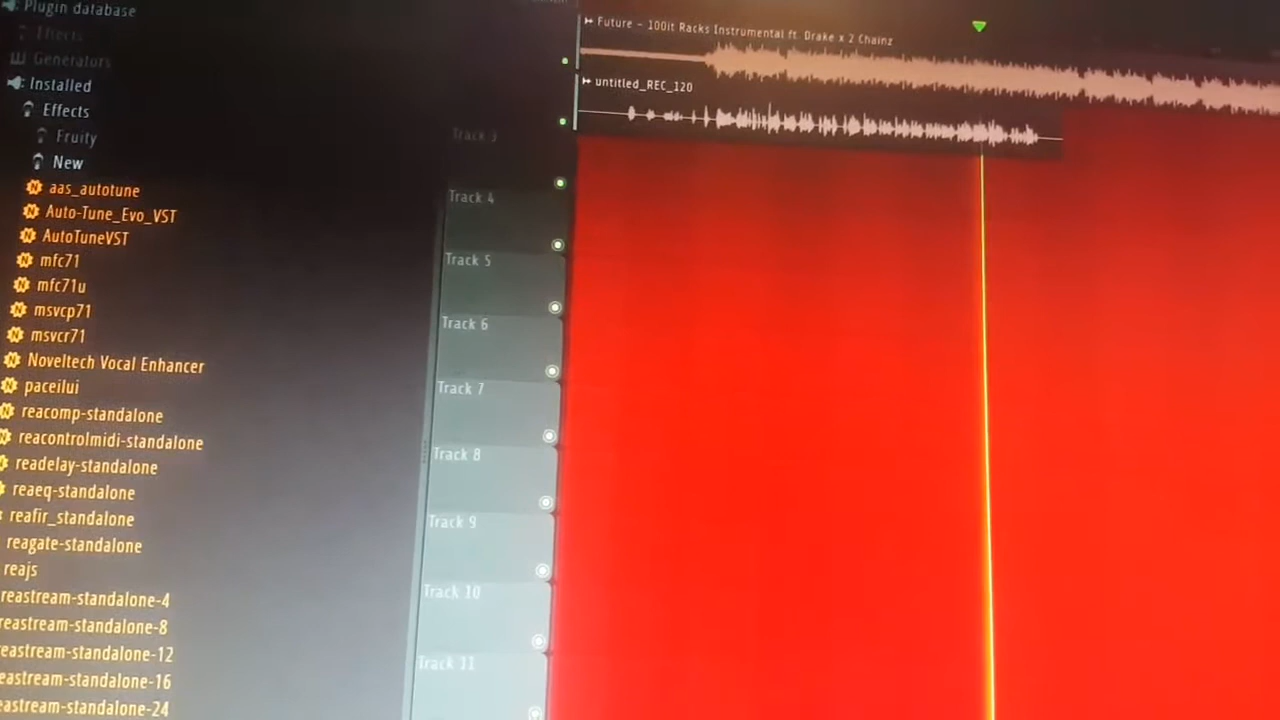 Plugin database
Effects
Generators
Installed
Effects
Fruity
New
aas_autotune
Auto-Tune_Evo_VST
AutoTuneVST
mfc71
mfc71u
msvcp71
msvcr71
Noveltech Vocal Enhancer
paceilui
reacomp-standalone
reacontrolmidi-standalone
readelay-standalone
reaeq-standalone
reafir_standalone
reagate-standalone
reajs
reastream-standalone-4
reastream-standalone-8
eastream-standalone-12
eastream-standalone-16
eastream-standalone-24
Track 3
Track 4
Track 5
Track 6
Track 7
Track 8
Track 9
Track 10
Track 11
Future - 100it Racks Instrumental ft. Drake x 2 Chainz
untitled_REC_120